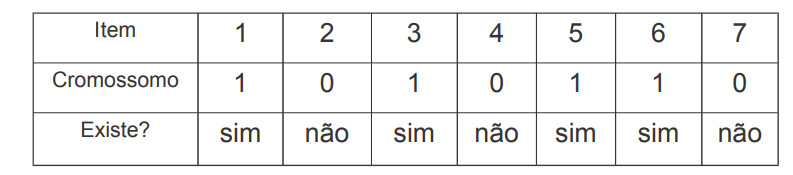 Item 1 2 3 4 5 6 7
Cromossomo 1 0 1 0 1 1 0
Existe? sim não sim não sim sim não